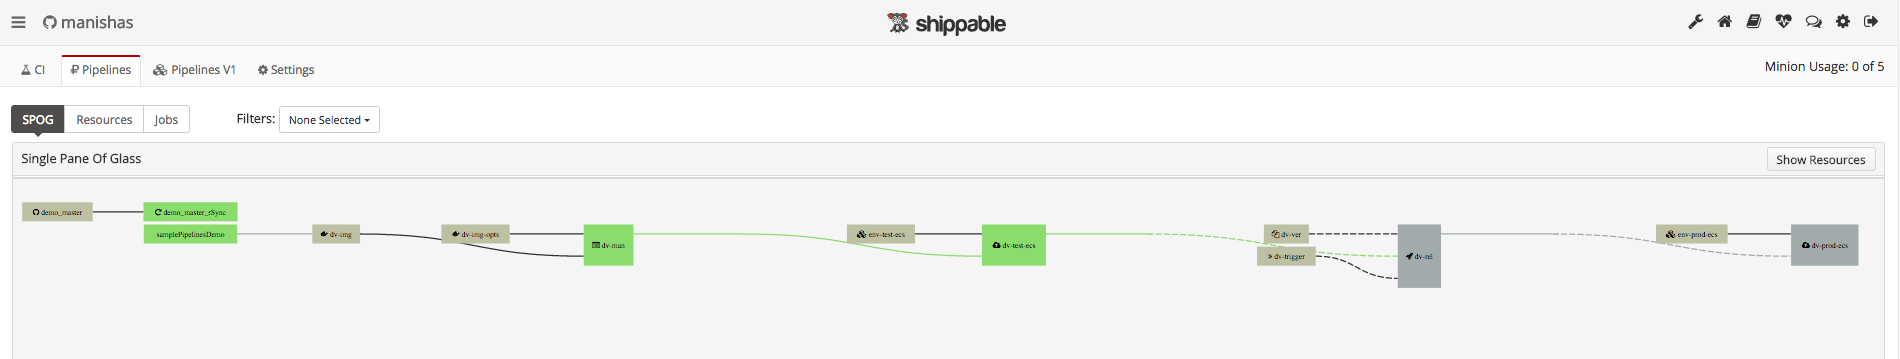 manishas
shippable
CI
Pipelines
Pipelines V1
Settings
Minion Usage: 0 of 5
SPOG
Resources
Jobs
Filters:
None Selected
Single Pane Of Glass
Show Resources
demo_master
demo_master_rSync
samplePipelinesDemo
dv-img
dv-img-opts
dv-man
env-test-ecs
dv-test-ecs
dv-ver
dv-trigger
dv-rel
env-prod-ecs
dv-prod-ecs